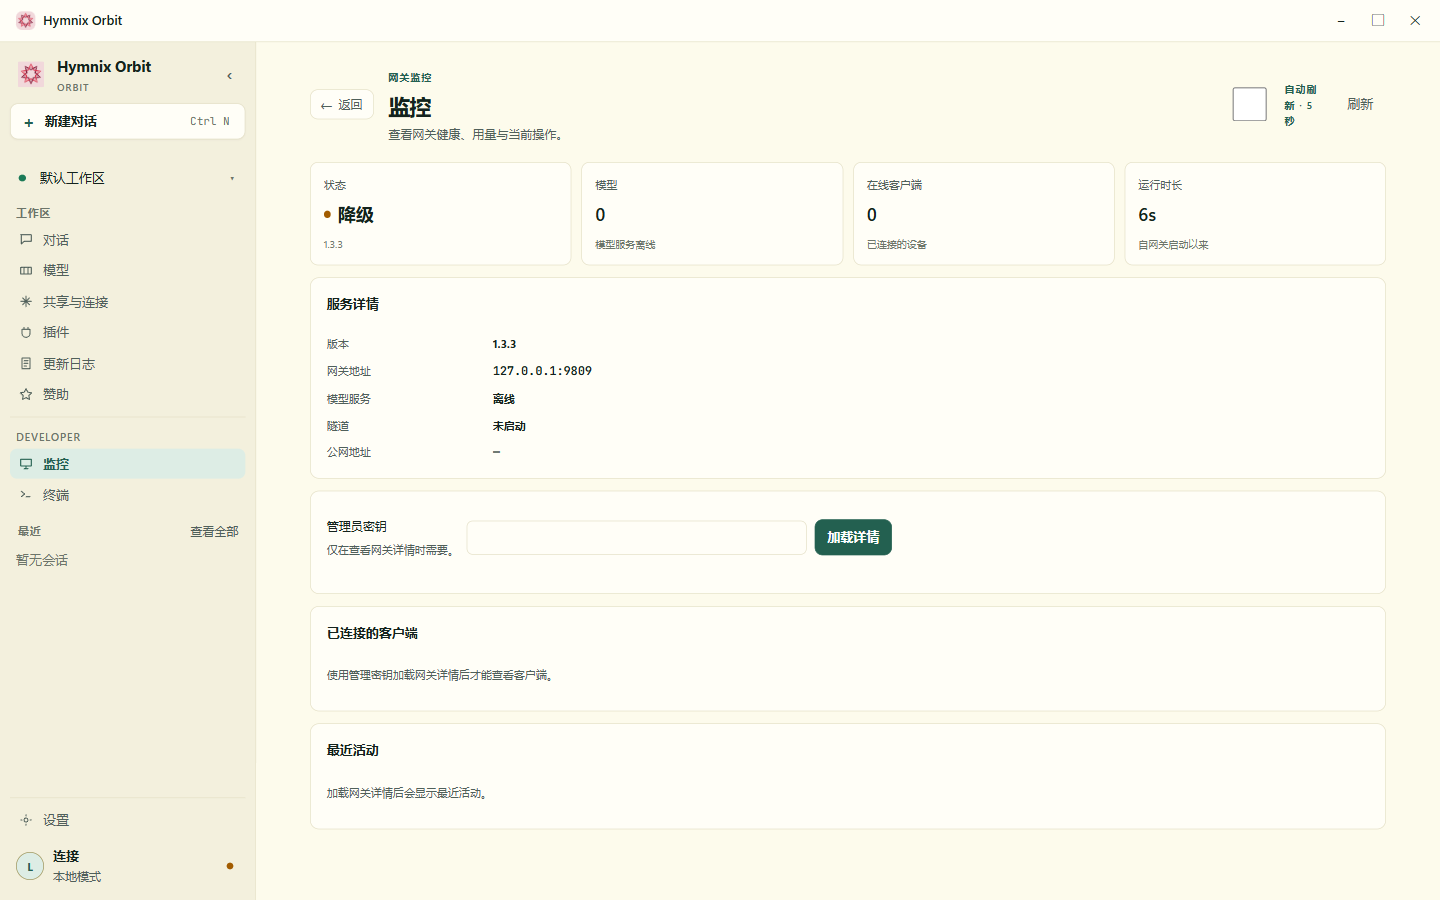 Hymnix Orbit
Hymnix Orbit
ORBIT
新建对话
Ctrl N
默认工作区
工作区
对话
模型
共享与连接
插件
更新日志
赞助
DEVELOPER
监控
终端
最近
查看全部
暂无会话
设置
L
连接
本地模式
← 返回
网关监控
监控
查看网关健康、用量与当前操作。
自动刷
新 · 5
秒
刷新
状态
降级
1.3.3
模型
0
模型服务离线
在线客户端
0
已连接的设备
运行时长
6s
自网关启动以来
服务详情
版本
1.3.3
网关地址
127.0.0.1:9809
模型服务
离线
隧道
未启动
公网地址
—
管理员密钥
仅在查看网关详情时需要。
加载详情
已连接的客户端
使用管理密钥加载网关详情后才能查看客户端。
最近活动
加载网关详情后会显示最近活动。